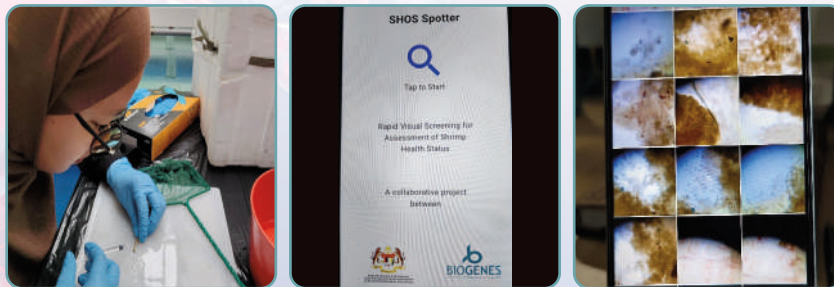 SHOS Spotter
Tap to Start
Rapid Visual Screening for
Assessment of Shrimp
Health Status
A collaborative project
between
BIOGENES